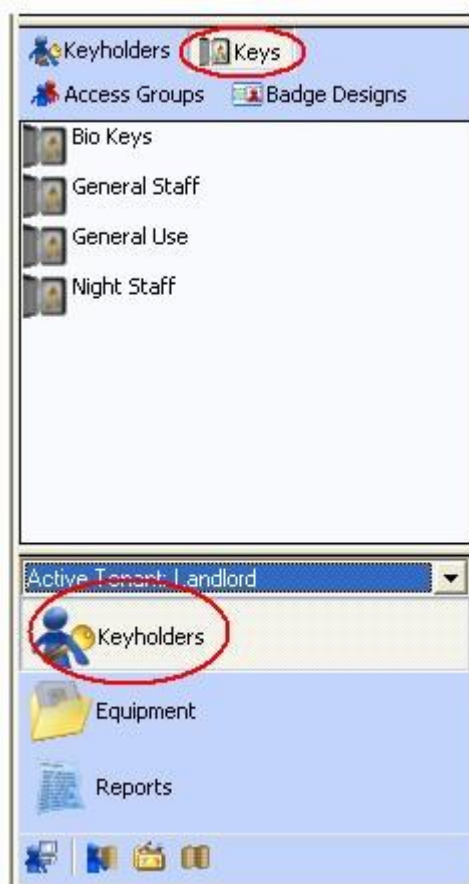 Keyholders Keys
Access Groups Badge Designs
Bio Keys
General Staff
General Use
Night Staff
Active Tenant: Landlord
Keyholders
Equipment
Reports